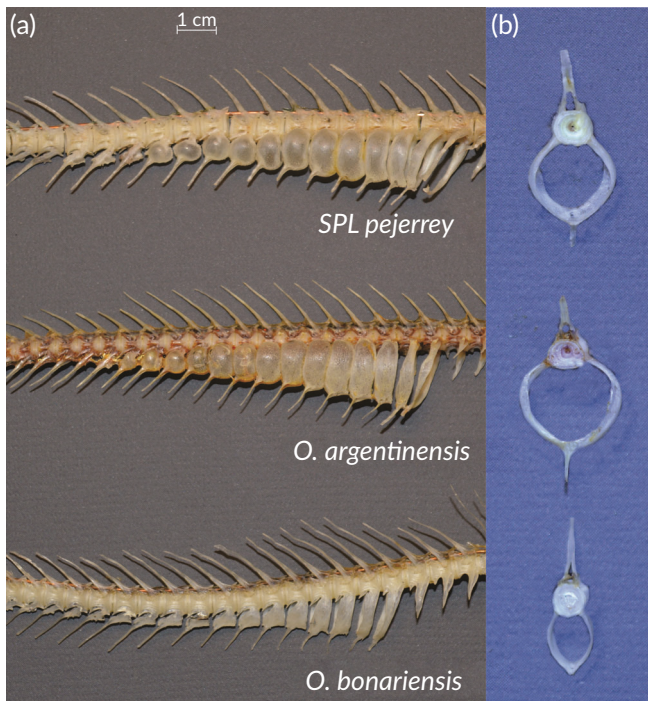 (a)
1 cm
(b)
SPL pejerrey
O. argentinensis
O. bonariensis